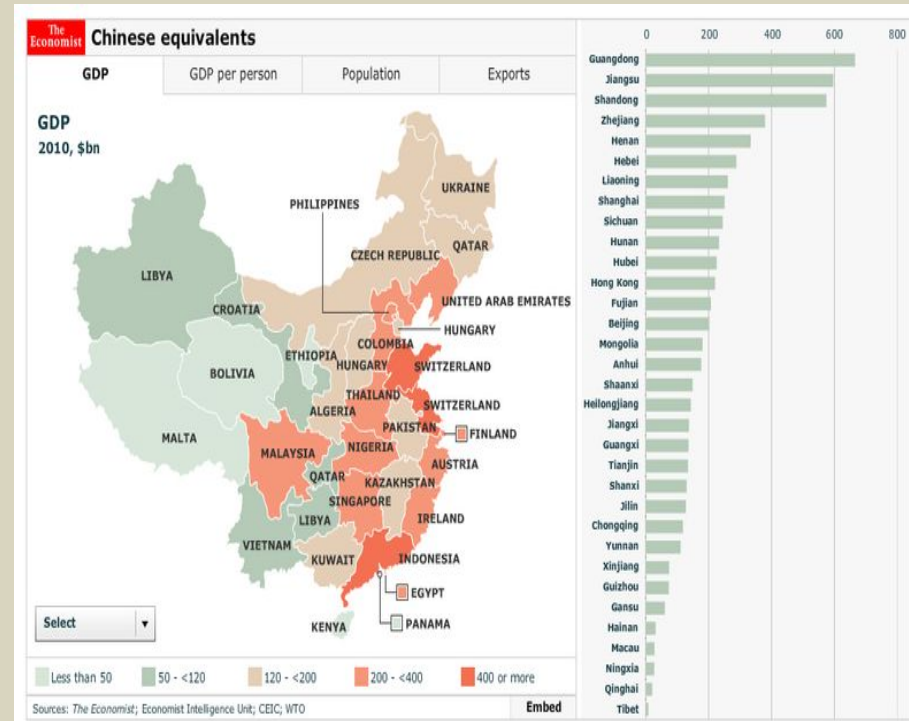 The
Economist
Chinese equivalents
GDP
GDP per person
Population
Exports
GDP
2010, $bn
UKRAINE
PHILIPPINES
QATAR
CZECH REPUBLIC
LIBYA
UNITED ARAB EMIRATES
CROATIA
HUNGARY
COLOMBIA
ETHIOPIA
HUNGARY
SWITZERLAND
BOLIVIA
THAILAND
SWITZERLAND
ALGERIA
PAKISTAN
FINLAND
MALTA
NIGERIA
MALAYSIA
AUSTRIA
QATAR
KAZAKHSTAN
SINGAPORE
LIBYA
IRELAND
VIETNAM
KUWAIT
INDONESIA
EGYPT
PANAMA
KENYA
Select
Less than 50
50 - <120
120 - <200
200 - <400
400 or more
Sources: The Economist; Economist Intelligence Unit; CEIC; WTO
Embed
0 200 400 600 800
Guangdong
Jiangsu
Shandong
Zhejiang
Henan
Hebei
Liaoning
Shanghai
Sichuan
Hunan
Hubei
Hong Kong
Fujian
Beijing
Mongolia
Anhui
Shaanxi
Heilongjiang
Jiangxi
Guangxi
Tianjin
Shanxi
Jilin
Chongqing
Yunnan
Xinjiang
Guizhou
Gansu
Hainan
Macau
Ningxia
Qinghai
Tibet